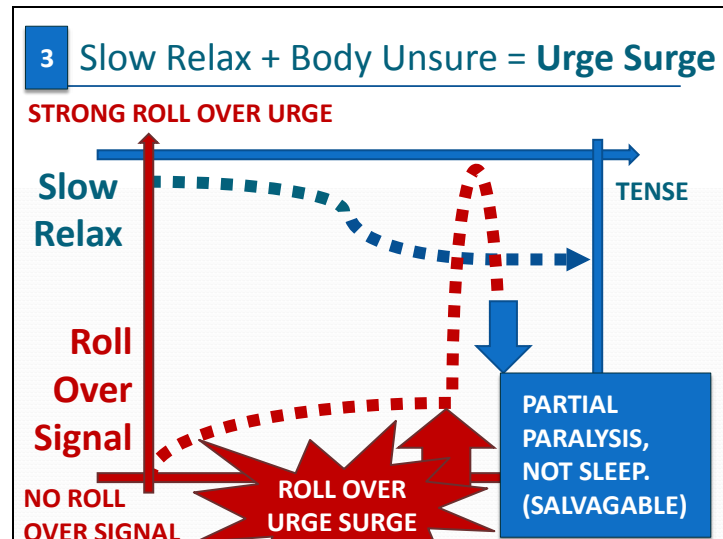 3 Slow Relax + Body Unsure = Urge Surge
STRONG ROLL OVER URGE
Slow
Relax
TENSE
Roll
Over
Signal
PARTIAL
PARALYSIS,
NOT SLEEP.
(SALVAGABLE)
NO ROLL
OVER SIGNAL
ROLL OVER
URGE SURGE